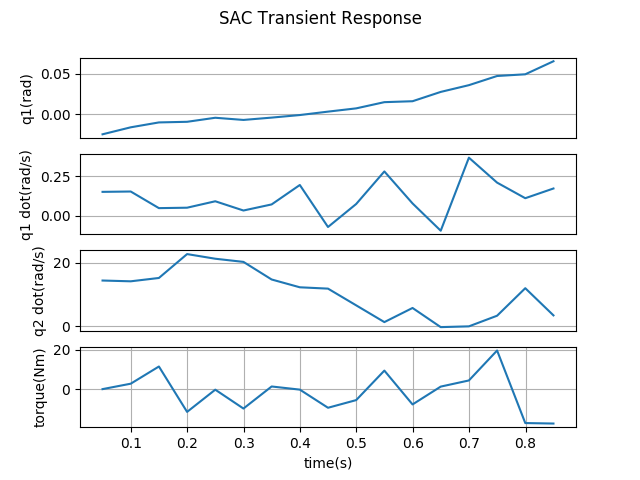 SAC Transient Response
q1(rad)
0.05
0.00
q1 dot(rad/s)
0.25
0.00
q2 dot(rad/s)
20
0
torque(Nm)
20
0
0.1 0.2 0.3 0.4 0.5 0.6 0.7 0.8
time(s)